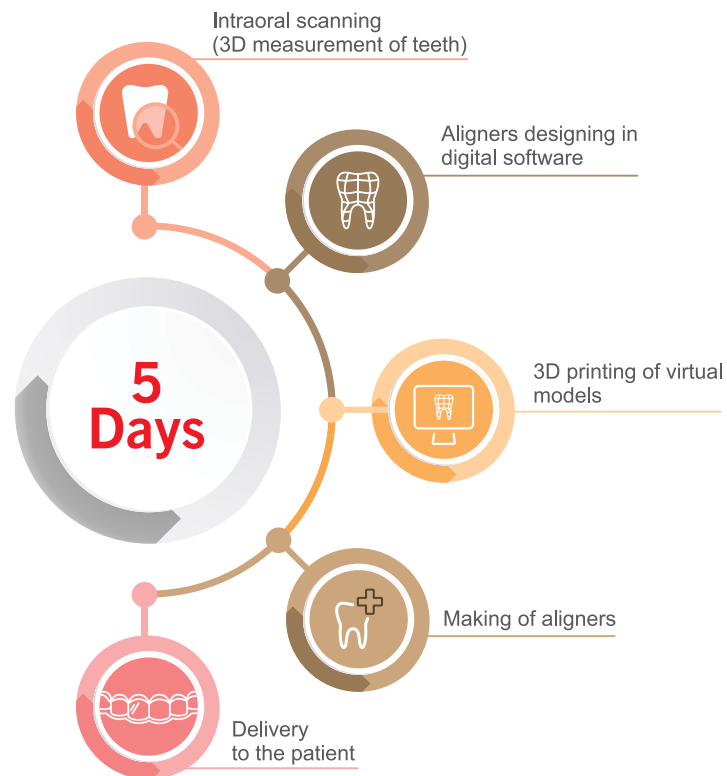 Intraoral scanning
(3D measurement of teeth)
Aligners designing in
digital software
5
Days
3D printing of virtual
models
Making of aligners
Delivery
to the patient